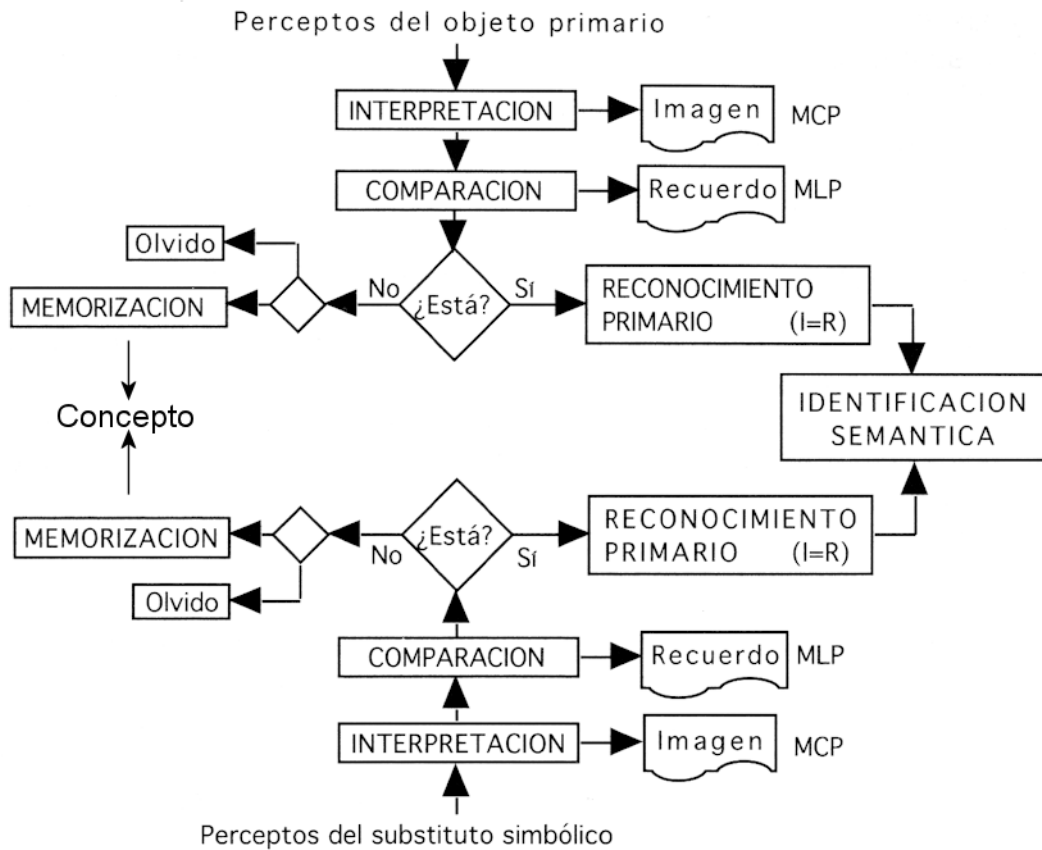 Perceptos del objeto primario
INTERPRETACION
Imagen
MCP
COMPARACION
Recuerdo
MLP
Olvido
No
¿Está?
Sí
MEMORIZACION
RECONOCIMIENTO
PRIMARIO (I=R)
Concepto
IDENTIFICACION
SEMANTICA
MEMORIZACION
No
¿Está?
Sí
RECONOCIMIENTO
PRIMARIO (I=R)
Olvido
COMPARACION
Recuerdo
MLP
INTERPRETACION
Imagen
MCP
Perceptos del substituto simbólico